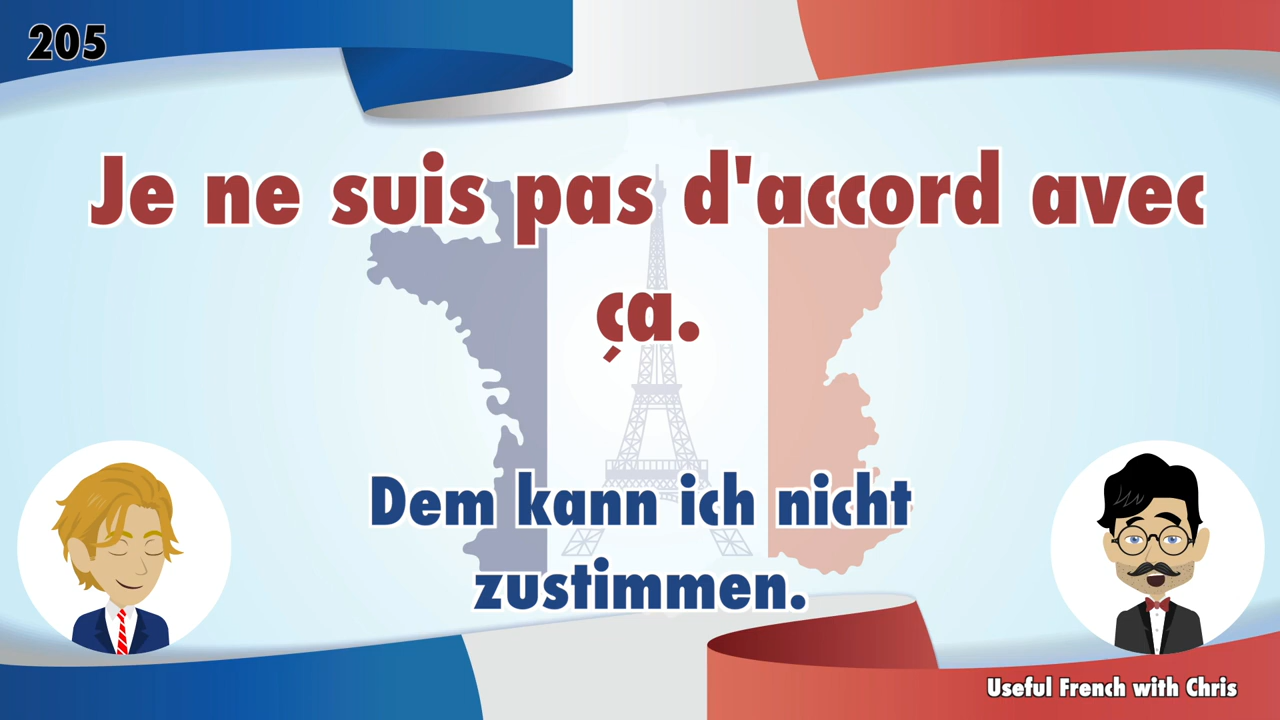 205
Je ne suis pas d'accord avec
ça.
Dem kann ich nicht
zustimmen.
Useful French with Chris